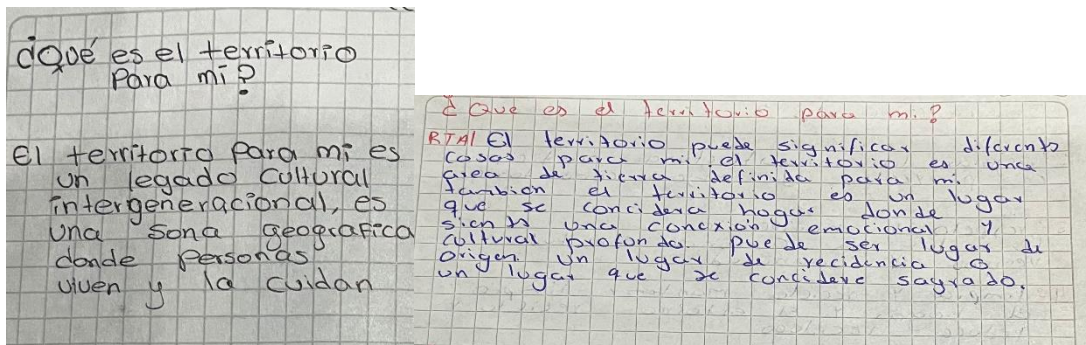 ¿Qué es el territorio
Para mi?
El territorio Para mi es
un legado cultural
intergeneracional, es
una sona geografica
donde Personas
viven y la cuidan
¿Que es el territorio para mi?
RTA/ El territorio puede significar diferents
cosas para mi el territorio es una
area de tierra definida para mi.
tambien el territorio es un lugar
que se concidera hogar donde
sients una conexion emocional y
cultural profunda. puede ser lugar de
origen un lugar de recidencia o
un lugar que se concidere sagrado.